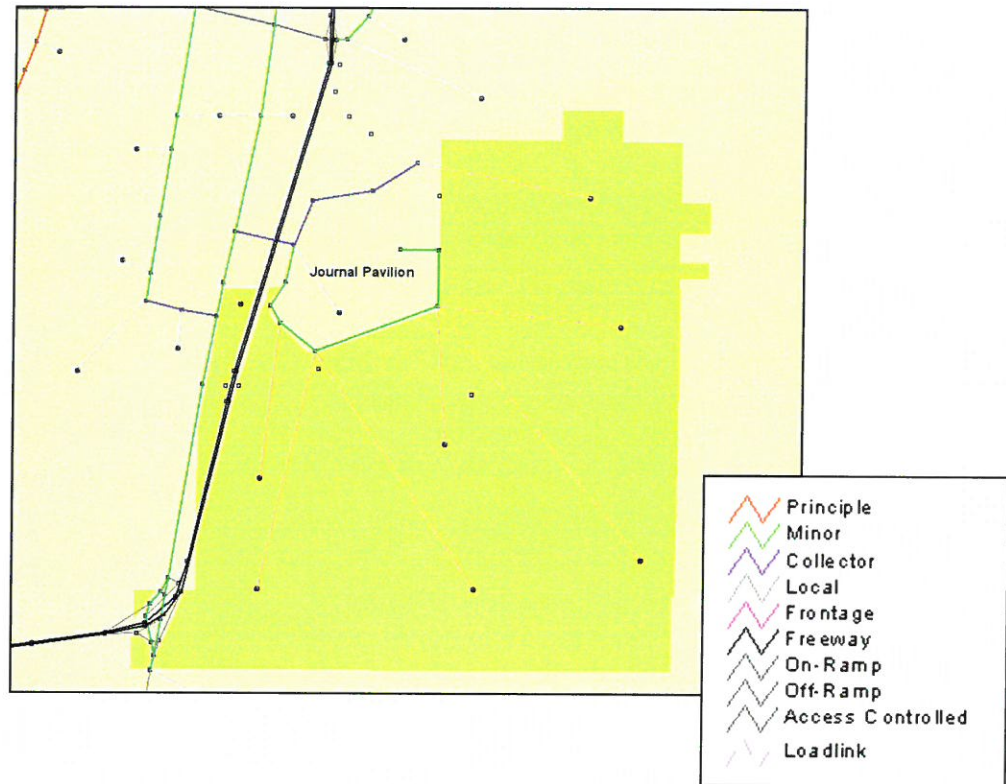 Journal Pavilion
Principle
Minor
Collector
Local
Frontage
Freeway
On-Ramp
Off-Ramp
Access Controlled
Loadlink